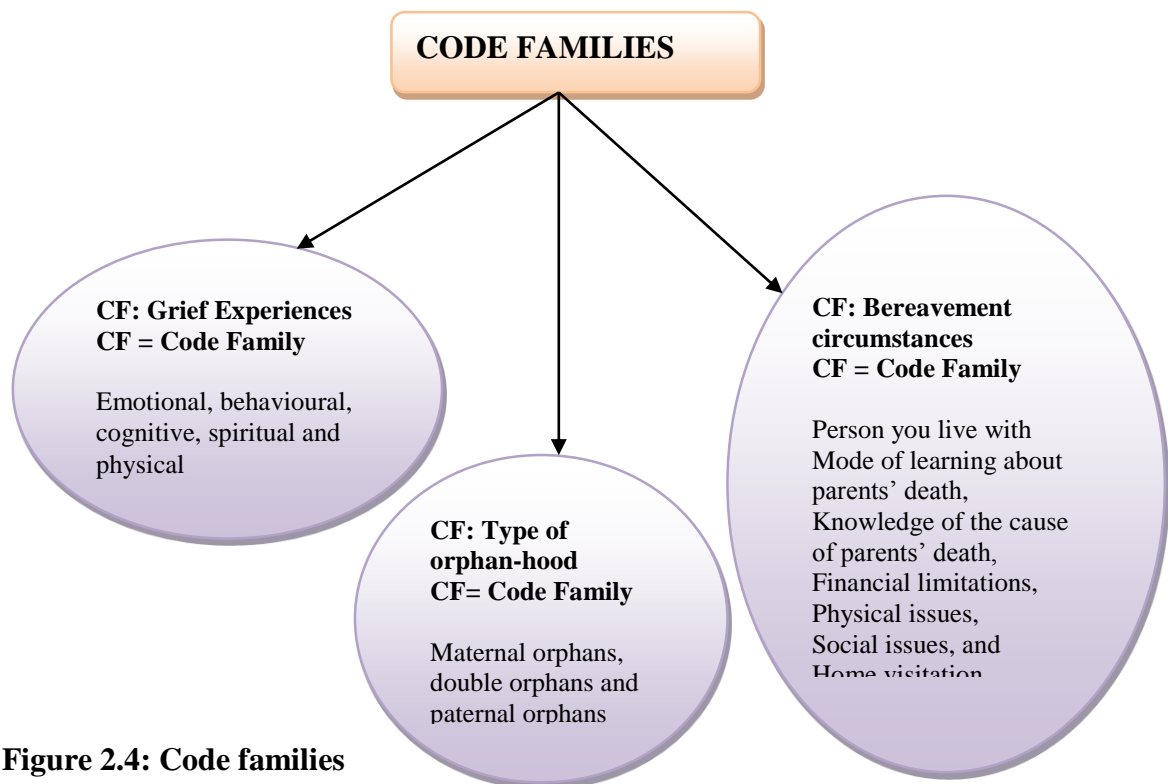 CODE FAMILIES
CF: Grief Experiences
CF = Code Family
Emotional, behavioural,
cognitive, spiritual and
physical
CF: Type of
orphan-hood
CF= Code Family
Maternal orphans,
double orphans and
paternal orphans
CF: Bereavement
circumstances
CF = Code Family
Person you live with
Mode of learning about
parents’ death,
Knowledge of the cause
of parents’ death,
Financial limitations,
Physical issues,
Social issues, and
Home visitation
Figure 2.4: Code families